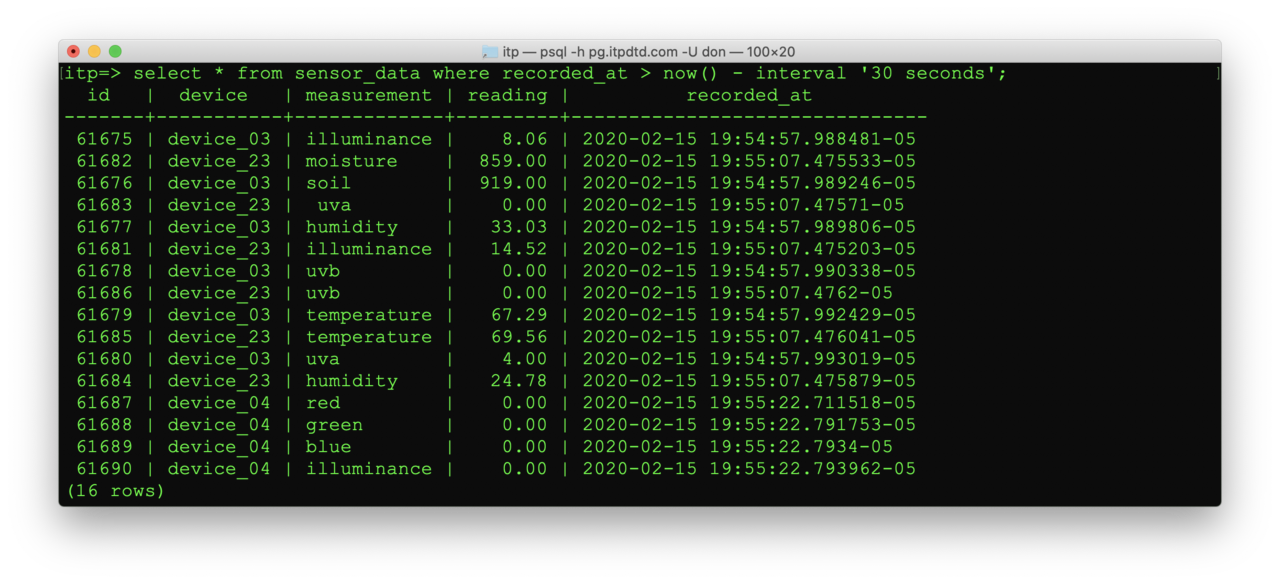 itp — psql -h pg.itpdtd.com -U don — 100×20
[itp=> select * from sensor_data where recorded_at > now() - interval '30 seconds'; ]
  id   |  device   | measurement | reading |          recorded_at
-------+-----------+-------------+---------+-------------------------------
 61675 | device_03 | illuminance |    8.06 | 2020-02-15 19:54:57.988481-05
 61682 | device_23 | moisture    |  859.00 | 2020-02-15 19:55:07.475533-05
 61676 | device_03 | soil        |  919.00 | 2020-02-15 19:54:57.989246-05
 61683 | device_23 |  uva        |    0.00 | 2020-02-15 19:55:07.47571-05
 61677 | device_03 | humidity    |   33.03 | 2020-02-15 19:54:57.989806-05
 61681 | device_23 | illuminance |   14.52 | 2020-02-15 19:55:07.475203-05
 61678 | device_03 | uvb         |    0.00 | 2020-02-15 19:54:57.990338-05
 61686 | device_23 | uvb         |    0.00 | 2020-02-15 19:55:07.4762-05
 61679 | device_03 | temperature |   67.29 | 2020-02-15 19:54:57.992429-05
 61685 | device_23 | temperature |   69.56 | 2020-02-15 19:55:07.476041-05
 61680 | device_03 | uva         |    4.00 | 2020-02-15 19:54:57.993019-05
 61684 | device_23 | humidity    |   24.78 | 2020-02-15 19:55:07.475879-05
 61687 | device_04 | red         |    0.00 | 2020-02-15 19:55:22.711518-05
 61688 | device_04 | green       |    0.00 | 2020-02-15 19:55:22.791753-05
 61689 | device_04 | blue        |    0.00 | 2020-02-15 19:55:22.7934-05
 61690 | device_04 | illuminance |    0.00 | 2020-02-15 19:55:22.793962-05
(16 rows)